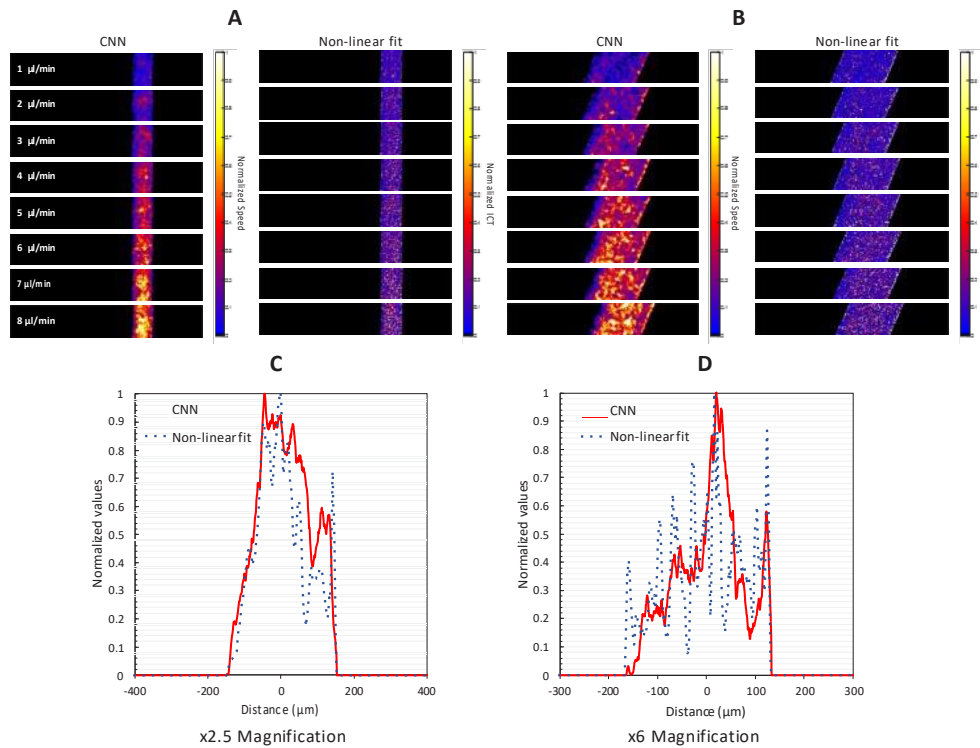 A
B
CNN
Non-linear fit
CNN
Non-linear fit
1 µl/min
2 µl/min
3 µl/min
4 µl/min
5 µl/min
6 µl/min
7 µl/min
8 µl/min
Normalized Speed
Normalized ICT
Normalized Speed
C
D
CNN
Non-linear fit
Normalized values
1
0.9
0.8
0.7
0.6
0.5
0.4
0.3
0.2
0.1
0
-400
-200
0
200
400
Distance (µm)
x2.5 Magnification
CNN
Non-linear fit
Normalized values
1
0.9
0.8
0.7
0.6
0.5
0.4
0.3
0.2
0.1
0
-300
-200
-100
0
100
200
300
Distance (µm)
x6 Magnification